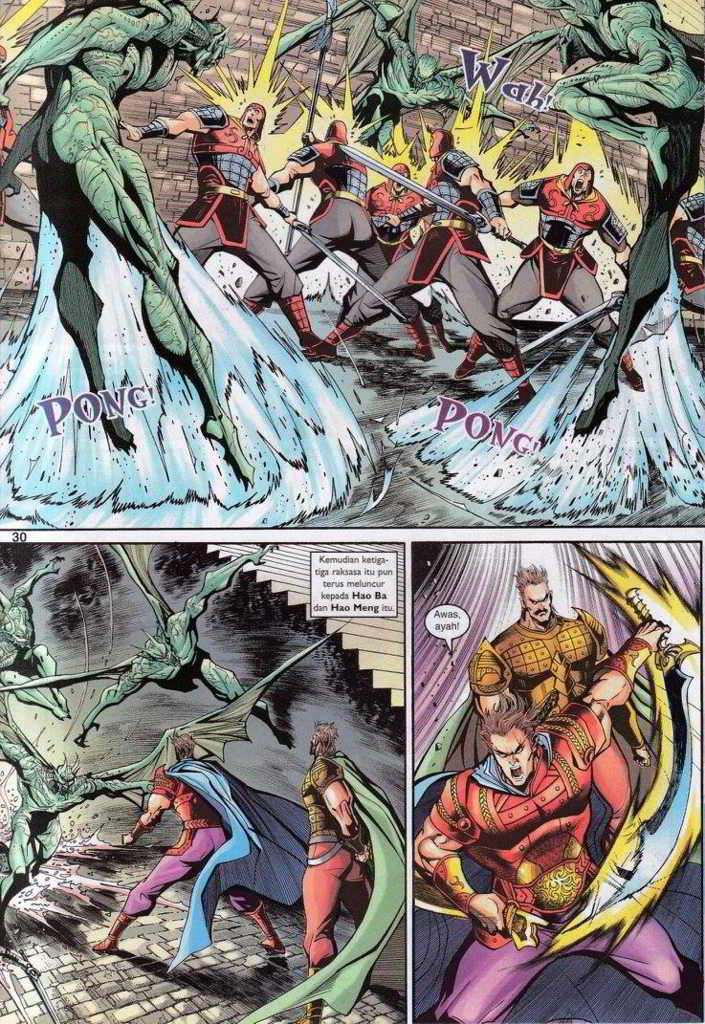 Wah!
PONG!
PONG!
30
Kemudian ketiga-
tiga raksasa itu pun
terus meluncur
kepada Hao Ba
dan Hao Meng itu.
Awas,
ayah!